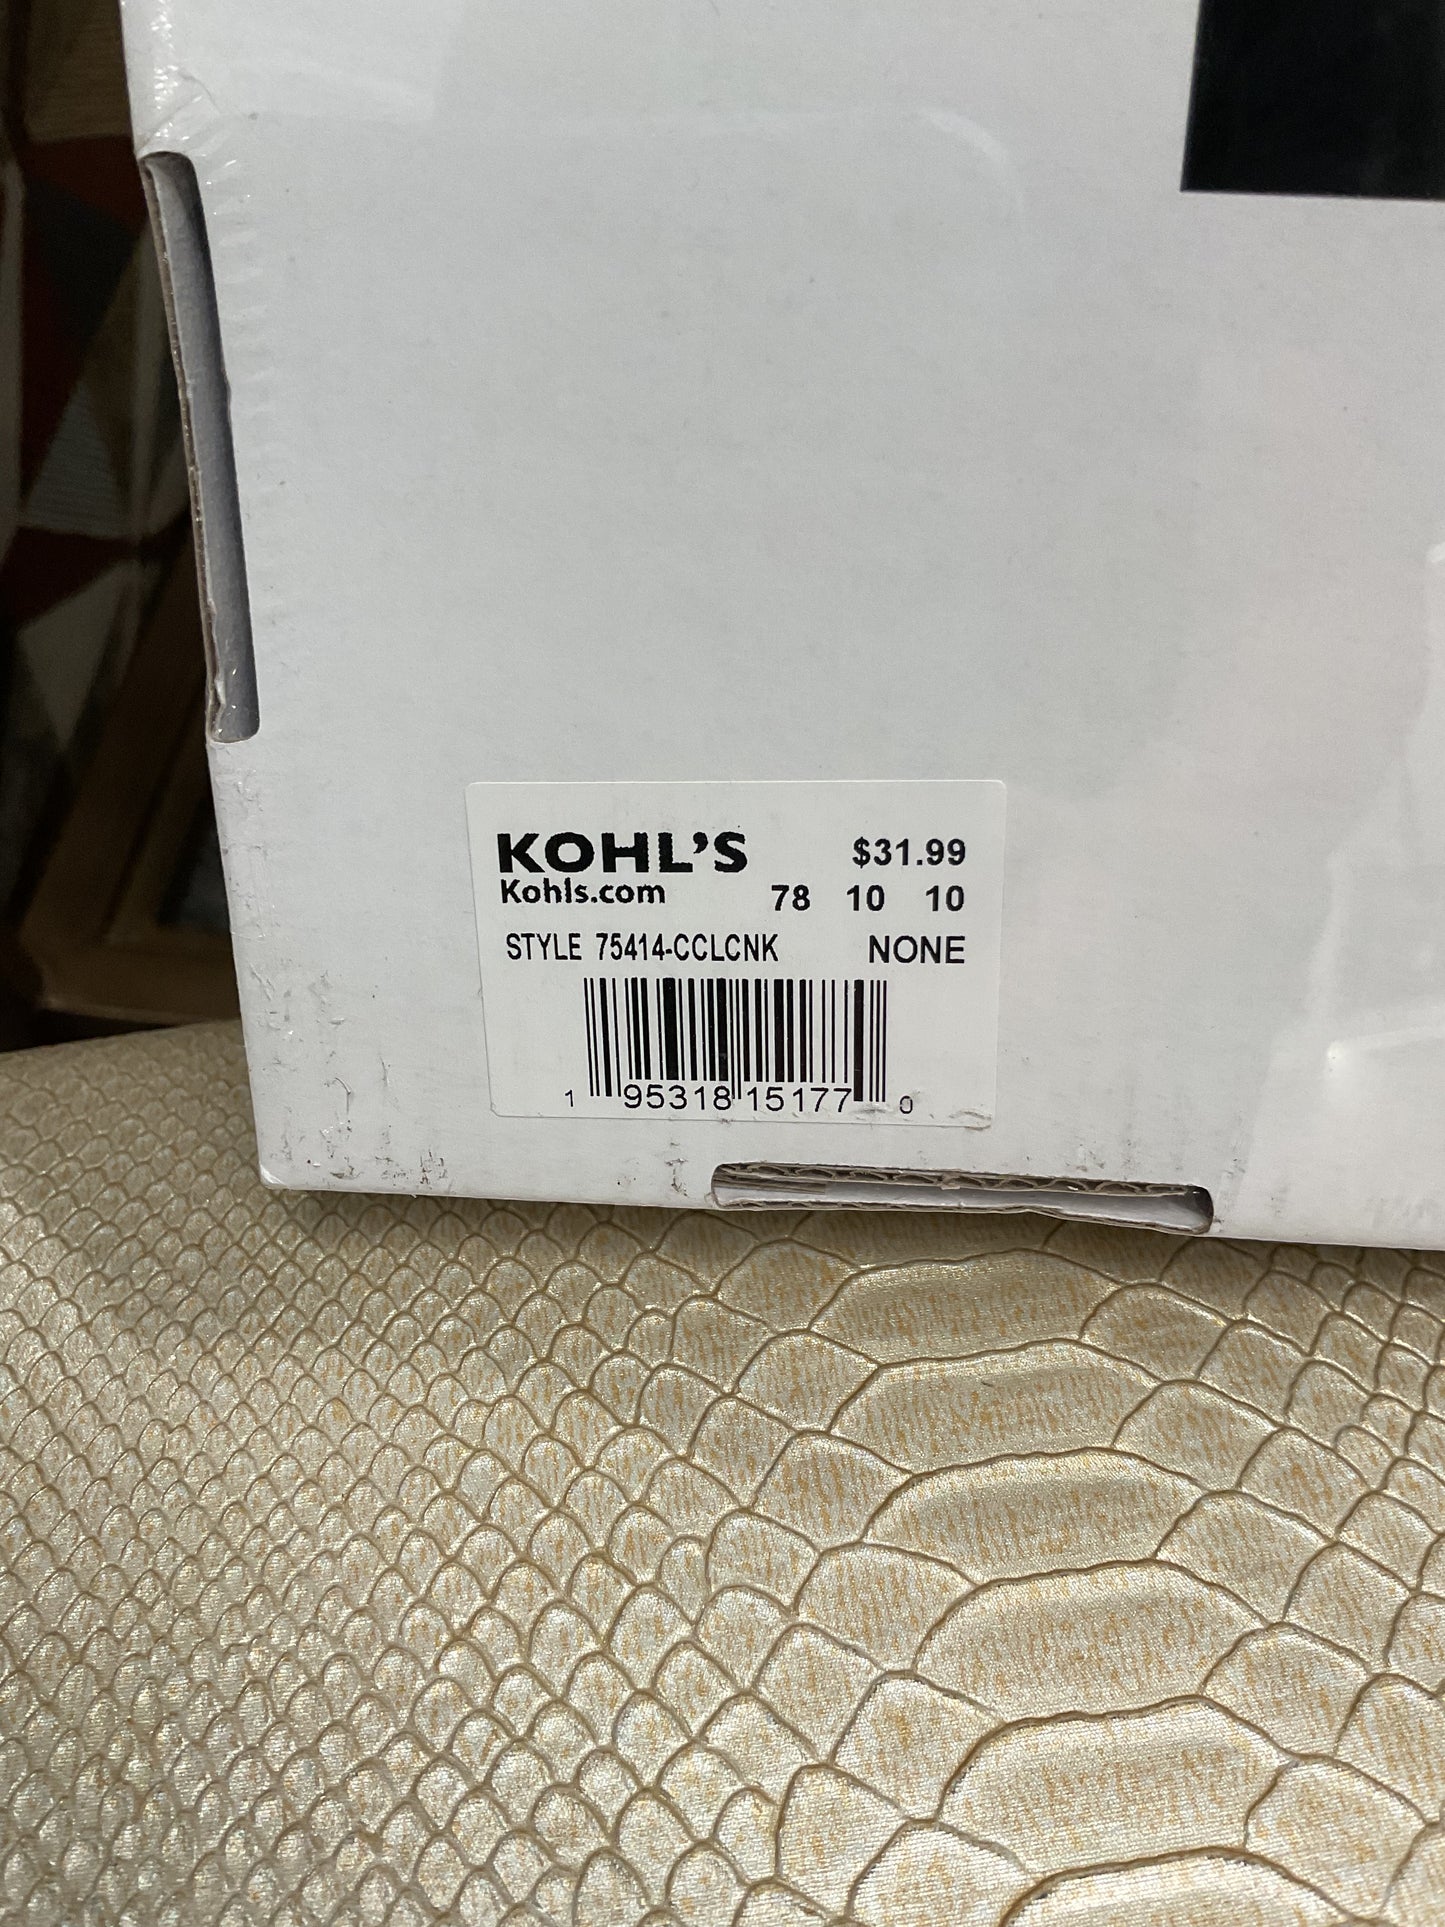 KOHL'S $31.99
Kohls.com 78 10 10
STYLE 75414-CCLCNK NONE
1 95318 15177 0